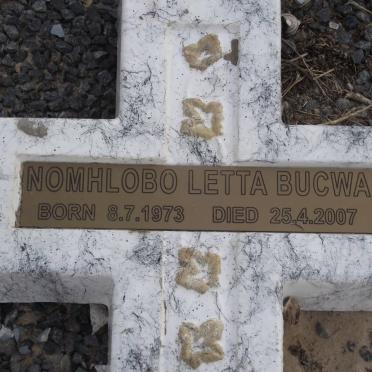 NOMHLOBO LETTA BUCWA
BORN 8.7.1973 DIED 25.4.2007